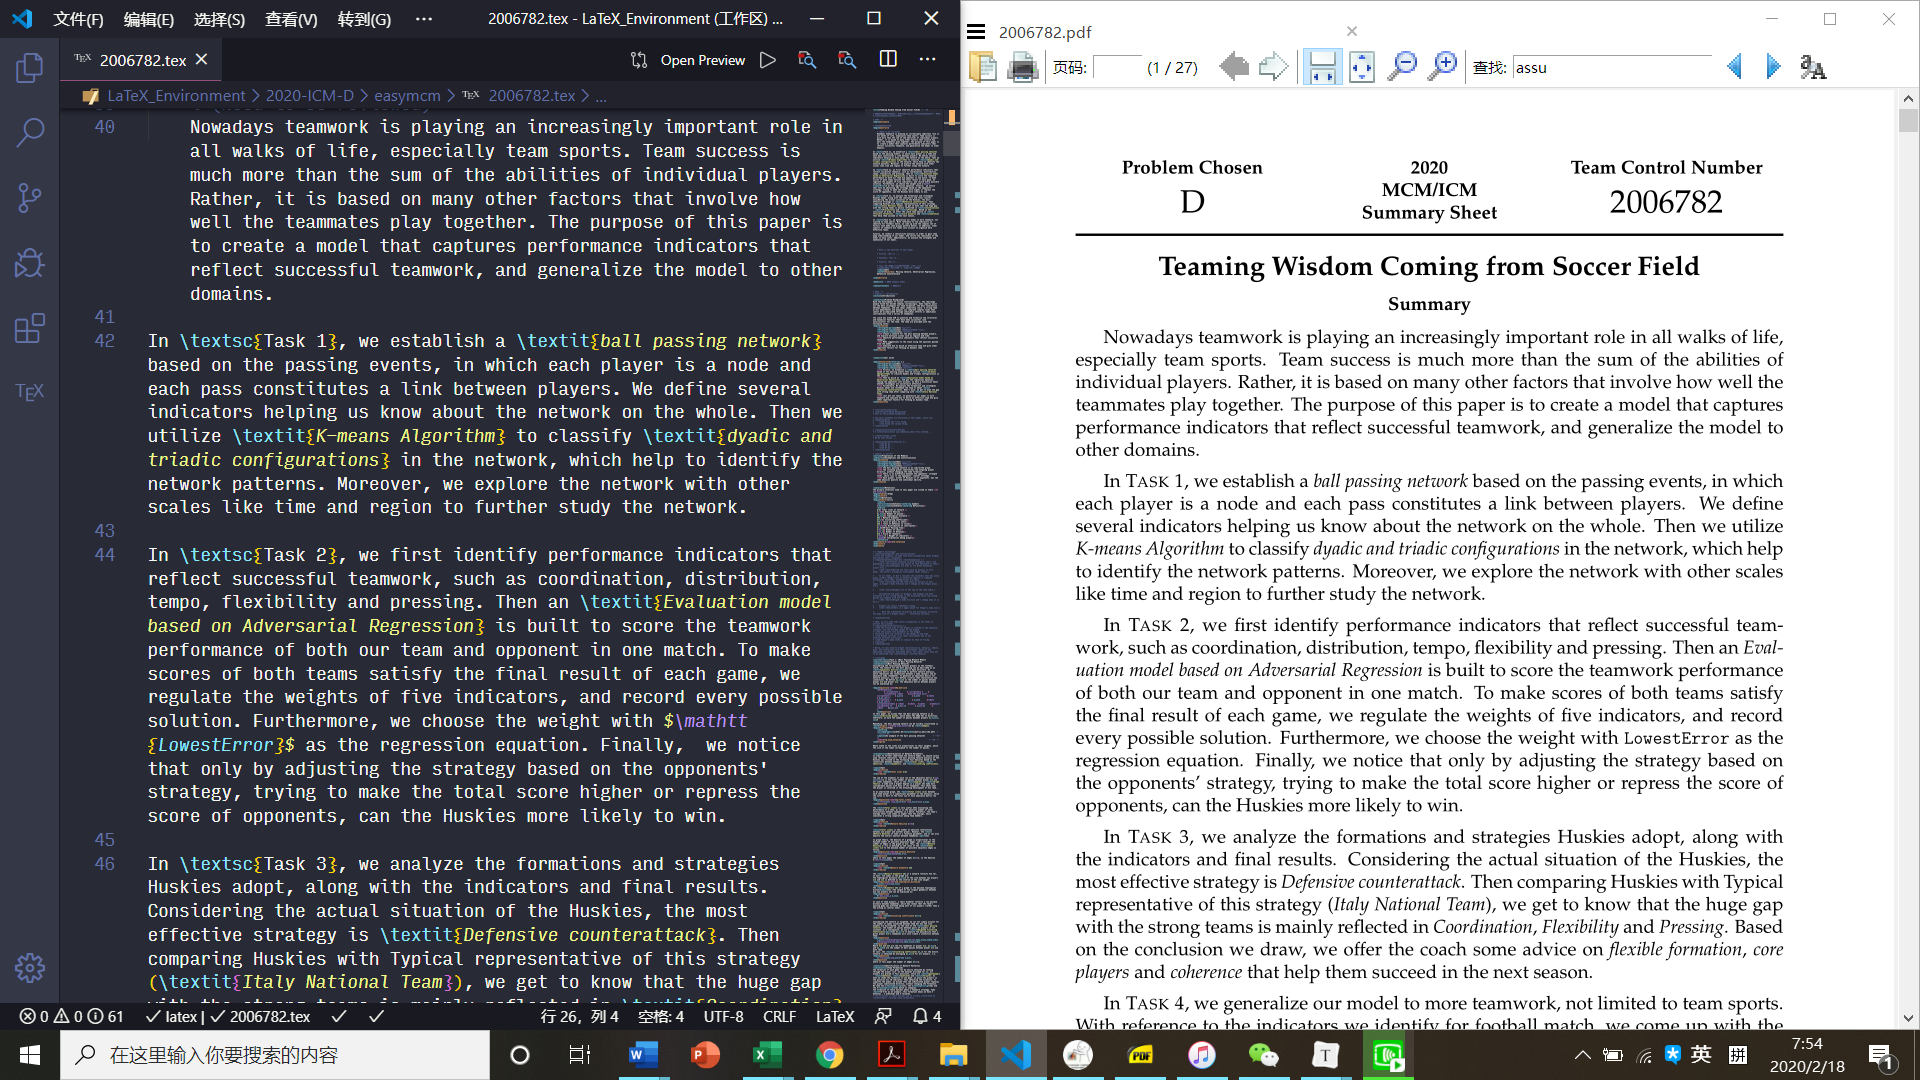 文件(F) 编辑(E) 选择(S) 查看(V) 转到(G) ··· 2006782.tex - LaTeX_Environment (工作区) ...
TEX 2006782.tex Open Preview ···
LaTeX_Environment > 2020-ICM-D > easymcm > TEX 2006782.tex > ...
40 Nowadays teamwork is playing an increasingly important role in
all walks of life, especially team sports. Team success is
much more than the sum of the abilities of individual players.
Rather, it is based on many other factors that involve how
well the teammates play together. The purpose of this paper is
to create a model that captures performance indicators that
reflect successful teamwork, and generalize the model to other
domains.
41
42 In \textsc{Task 1}, we establish a \textit{ball passing network}
based on the passing events, in which each player is a node and
each pass constitutes a link between players. We define several
indicators helping us know about the network on the whole. Then we
utilize \textit{K-means Algorithm} to classify \textit{dyadic and
triadic configurations} in the network, which help to identify the
network patterns. Moreover, we explore the network with other
scales like time and region to further study the network.
43
44 In \textsc{Task 2}, we first identify performance indicators that
reflect successful teamwork, such as coordination, distribution,
tempo, flexibility and pressing. Then an \textit{Evaluation model
based on Adversarial Regression} is built to score the teamwork
performance of both our team and opponent in one match. To make
scores of both teams satisfy the final result of each game, we
regulate the weights of five indicators, and record every possible
solution. Furthermore, we choose the weight with $\mathtt
{LowestError}$ as the regression equation. Finally,  we notice
that only by adjusting the strategy based on the opponents'
strategy, trying to make the total score higher or repress the
score of opponents, can the Huskies more likely to win.
45
46 In \textsc{Task 3}, we analyze the formations and strategies
Huskies adopt, along with the indicators and final results.
Considering the actual situation of the Huskies, the most
effective strategy is \textit{Defensive counterattack}. Then
comparing Huskies with Typical representative of this strategy
(\textit{Italy National Team}), we get to know that the huge gap
with the strong teams is mainly reflected in \textit{Coordination}
TEX
0 0 61 latex | 2006782.tex 行 26，列 4 空格: 4 UTF-8 CRLF LaTeX 4
2006782.pdf
页码: (1 / 27) 查找: assu
Problem Chosen
D
2020
MCM/ICM
Summary Sheet
Team Control Number
2006782
Teaming Wisdom Coming from Soccer Field
Summary
Nowadays teamwork is playing an increasingly important role in all walks of life,
especially team sports. Team success is much more than the sum of the abilities of
individual players. Rather, it is based on many other factors that involve how well the
teammates play together. The purpose of this paper is to create a model that captures
performance indicators that reflect successful teamwork, and generalize the model to
other domains.
In TASK 1, we establish a ball passing network based on the passing events, in which
each player is a node and each pass constitutes a link between players. We define
several indicators helping us know about the network on the whole. Then we utilize
K-means Algorithm to classify dyadic and triadic configurations in the network, which help
to identify the network patterns. Moreover, we explore the network with other scales
like time and region to further study the network.
In TASK 2, we first identify performance indicators that reflect successful team-
work, such as coordination, distribution, tempo, flexibility and pressing. Then an Eval-
uation model based on Adversarial Regression is built to score the teamwork performance
of both our team and opponent in one match. To make scores of both teams satisfy
the final result of each game, we regulate the weights of five indicators, and record
every possible solution. Furthermore, we choose the weight with LowestError as the
regression equation. Finally, we notice that only by adjusting the strategy based on
the opponents’ strategy, trying to make the total score higher or repress the score of
opponents, can the Huskies more likely to win.
In TASK 3, we analyze the formations and strategies Huskies adopt, along with
the indicators and final results. Considering the actual situation of the Huskies, the
most effective strategy is Defensive counterattack. Then comparing Huskies with Typical
representative of this strategy (Italy National Team), we get to know that the huge gap
with the strong teams is mainly reflected in Coordination, Flexibility and Pressing. Based
on the conclusion we draw, we offer the coach some advice on flexible formation, core
players and coherence that help them succeed in the next season.
In TASK 4, we generalize our model to more teamwork, not limited to team sports.
With reference to the indicators we identify for football match, we come up with the
在这里输入你要搜索的内容
英 拼
7:54
2020/2/18
1